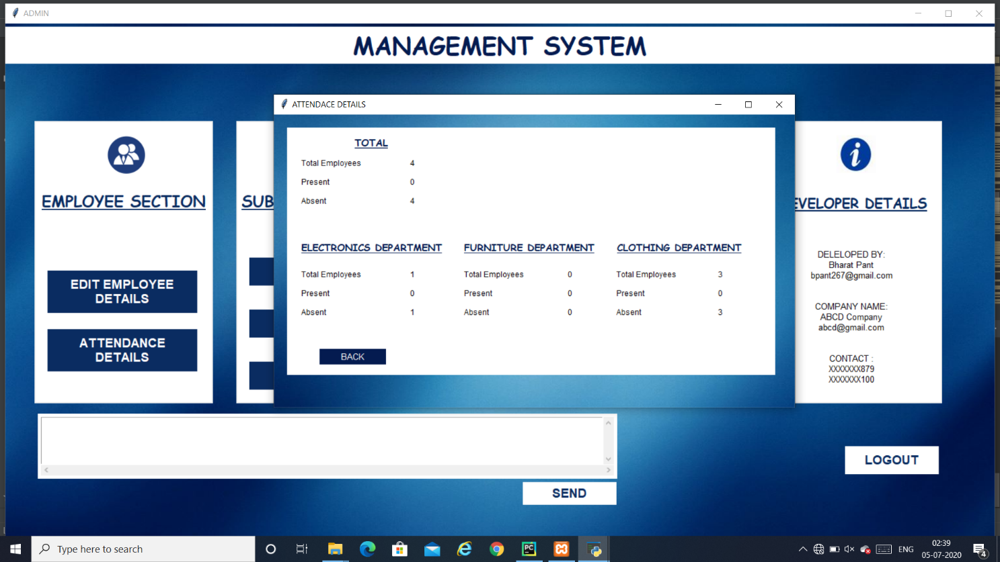 ADMIN
MANAGEMENT SYSTEM
ATTENDACE DETAILS
EMPLOYEE SECTION
EDIT EMPLOYEE
DETAILS
ATTENDANCE
DETAILS
SUB
TOTAL
Total Employees 4
Present 0
Absent 4
ELECTRONICS DEPARTMENT FURNITURE DEPARTMENT CLOTHING DEPARTMENT
Total Employees 1 Total Employees 0 Total Employees 3
Present 0 Present 0 Present 0
Absent 1 Absent 0 Absent 3
BACK
EVELOPER DETAILS
DELELOPED BY:
Bharat Pant
bpant267@gmail.com
COMPANY NAME:
ABCD Company
abcd@gmail.com
CONTACT :
XXXXXXX879
XXXXXXX100
SEND
LOGOUT
Type here to search
PC
ENG
02:39
05-07-2020
4